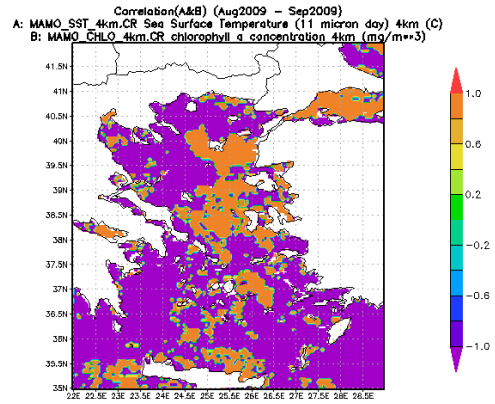 Correlation(A&B) (Aug2009 - Sep2009)
A: MAMO_SST_4km.CR Sea Surface Temperature (11 micron day) 4km (C)
B: MAMO_CHLO_4km.CR chlorophyll a concentration 4km (mg/m**3)
41.5N
41N
40.5N
40N
39.5N
39N
38.5N
38N
37.5N
37N
36.5N
36N
35.5N
35N
22E 22.5E 23E 23.5E 24E 24.5E 25E 25.5E 26E 26.5E 27E 27.5E 28E 28.5E
1.0
0.6
0.2
-0.2
-0.6
-1.0